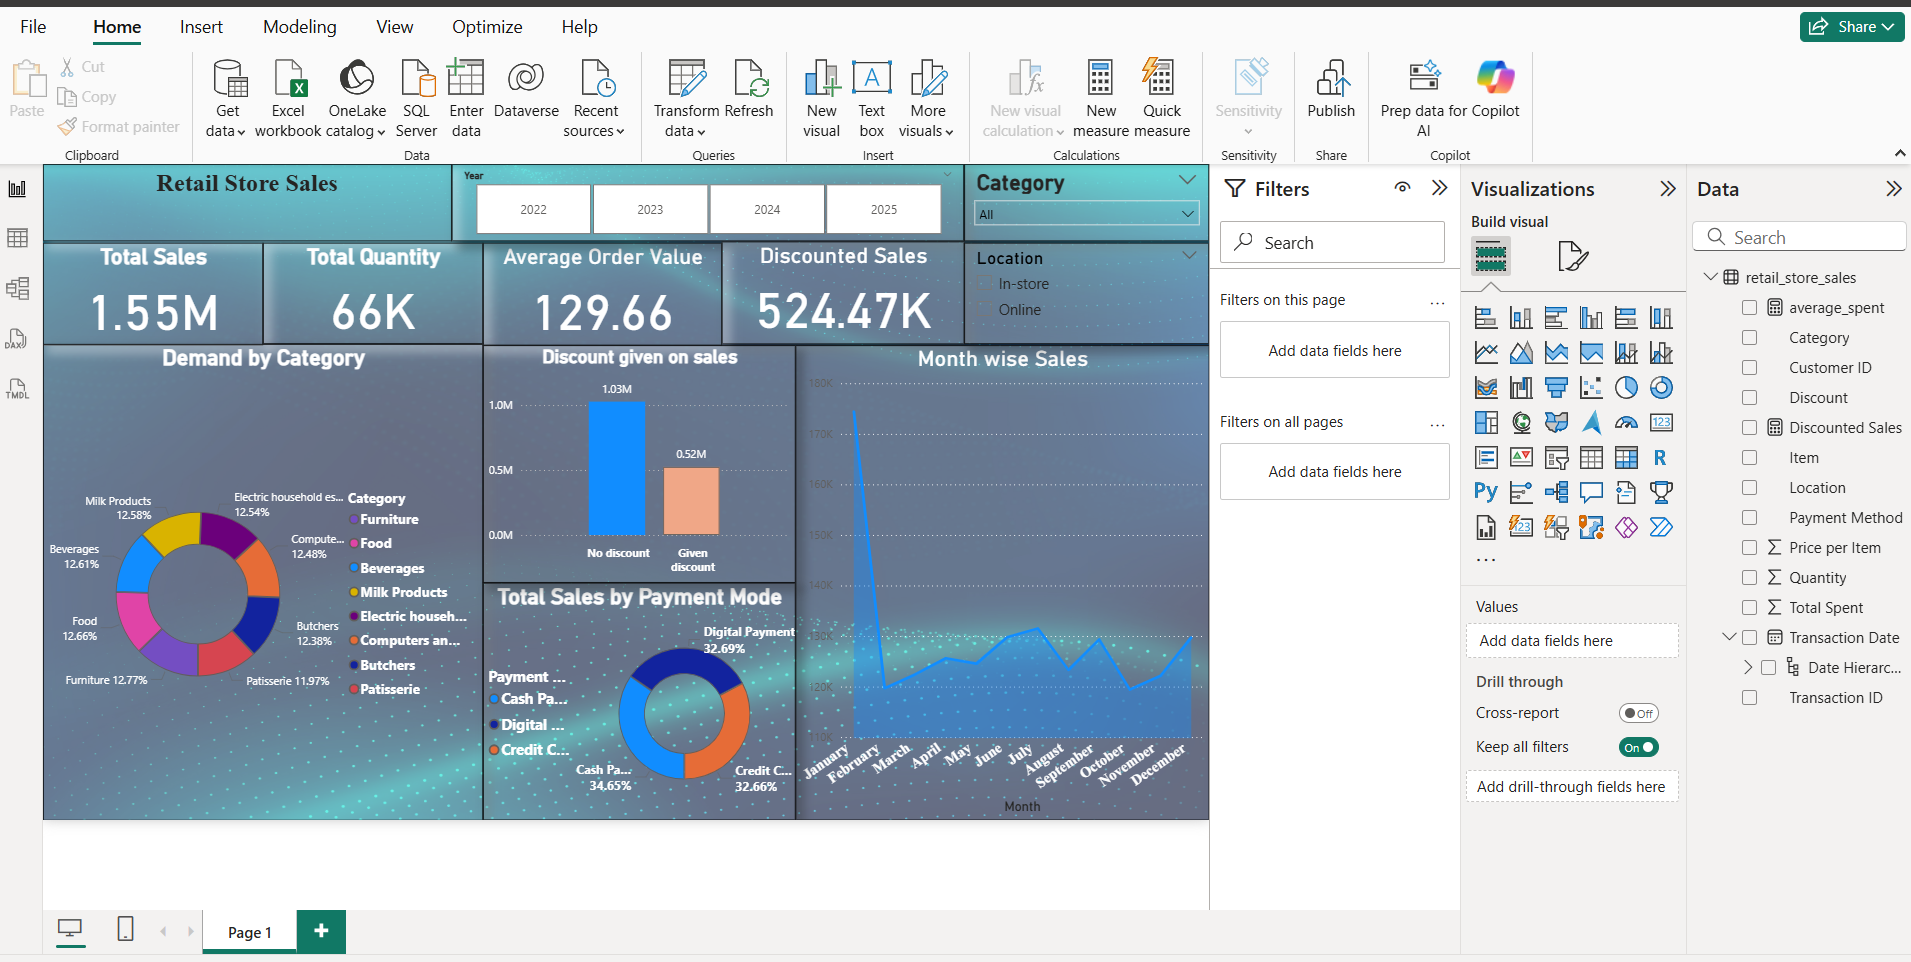 File Home Insert Modeling View Optimize Help
Share
Paste
Cut
Copy
Format painter
Clipboard
Get data
Excel workbook
OneLake catalog
SQL Server
Enter data
Dataverse
Recent sources
Data
Transform data
Refresh
Queries
New visual
Text box
More visuals
Insert
New visual calculation
New measure
Quick measure
Calculations
Sensitivity
Sensitivity
Publish
Share
Prep data for AI
Copilot
Copilot
DAX
TMDL
Retail Store Sales
Year
2022 2023 2024 2025
Category
All
Total Sales
1.55M
Total Quantity
66K
Average Order Value
129.66
Discounted Sales
524.47K
Location
In-store
Online
Demand by Category
Milk Products
12.58%
Electric household es...
12.54%
Compute...
12.48%
Butchers
12.38%
Patisserie 11.97%
Furniture 12.77%
Food
12.66%
Beverages
12.61%
Category
Furniture
Food
Beverages
Milk Products
Electric househ...
Computers an...
Butchers
Patisserie
Discount given on sales
1.0M
0.5M
0.0M
1.03M
0.52M
No discount
Given
discount
Total Sales by Payment Mode
Payment ...
Cash Pa...
Digital ...
Credit C...
Digital Payment
32.69%
Credit C...
32.66%
Cash Pa...
34.65%
Month wise Sales
180K
170K
160K
150K
140K
130K
120K
110K
January
February
March
April
May
June
July
August
September
October
November
December
Month
Filters
Search
Filters on this page ...
Add data fields here
Filters on all pages ...
Add data fields here
Visualizations
Build visual
123
R
Py
123
...
Values
Add data fields here
Drill through
Cross-report Off
Keep all filters On
Add drill-through fields here
Data
Search
retail_store_sales
average_spent
Category
Customer ID
Discount
Discounted Sales
Item
Location
Payment Method
Price per Item
Quantity
Total Spent
Transaction Date
Date Hierarc...
Transaction ID
Page 1